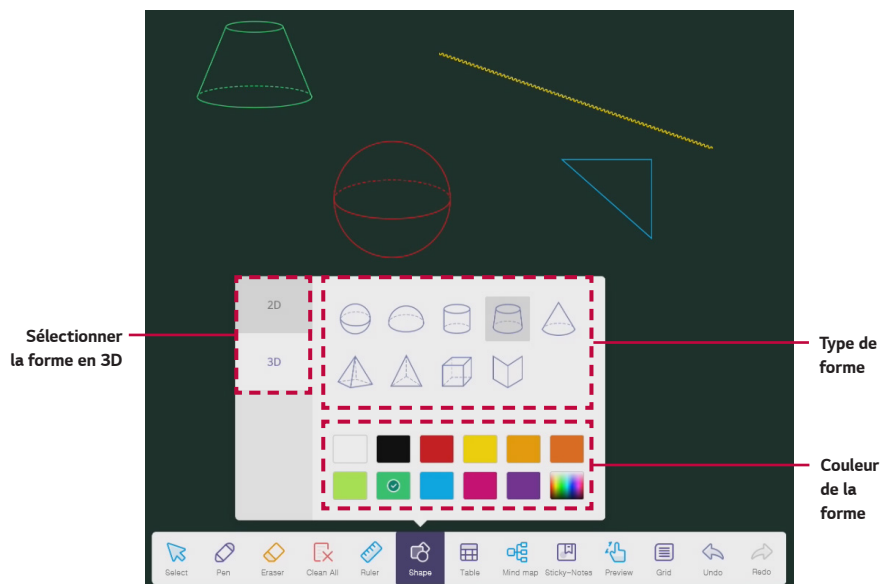 2D
3D
Sélectionner
la forme en 3D
Type de
forme
Couleur
de la
forme
Select
Pen
Eraser
Clean All
Ruler
Shape
Table
Mind map
Sticky-Notes
Preview
Grid
Undo
Redo